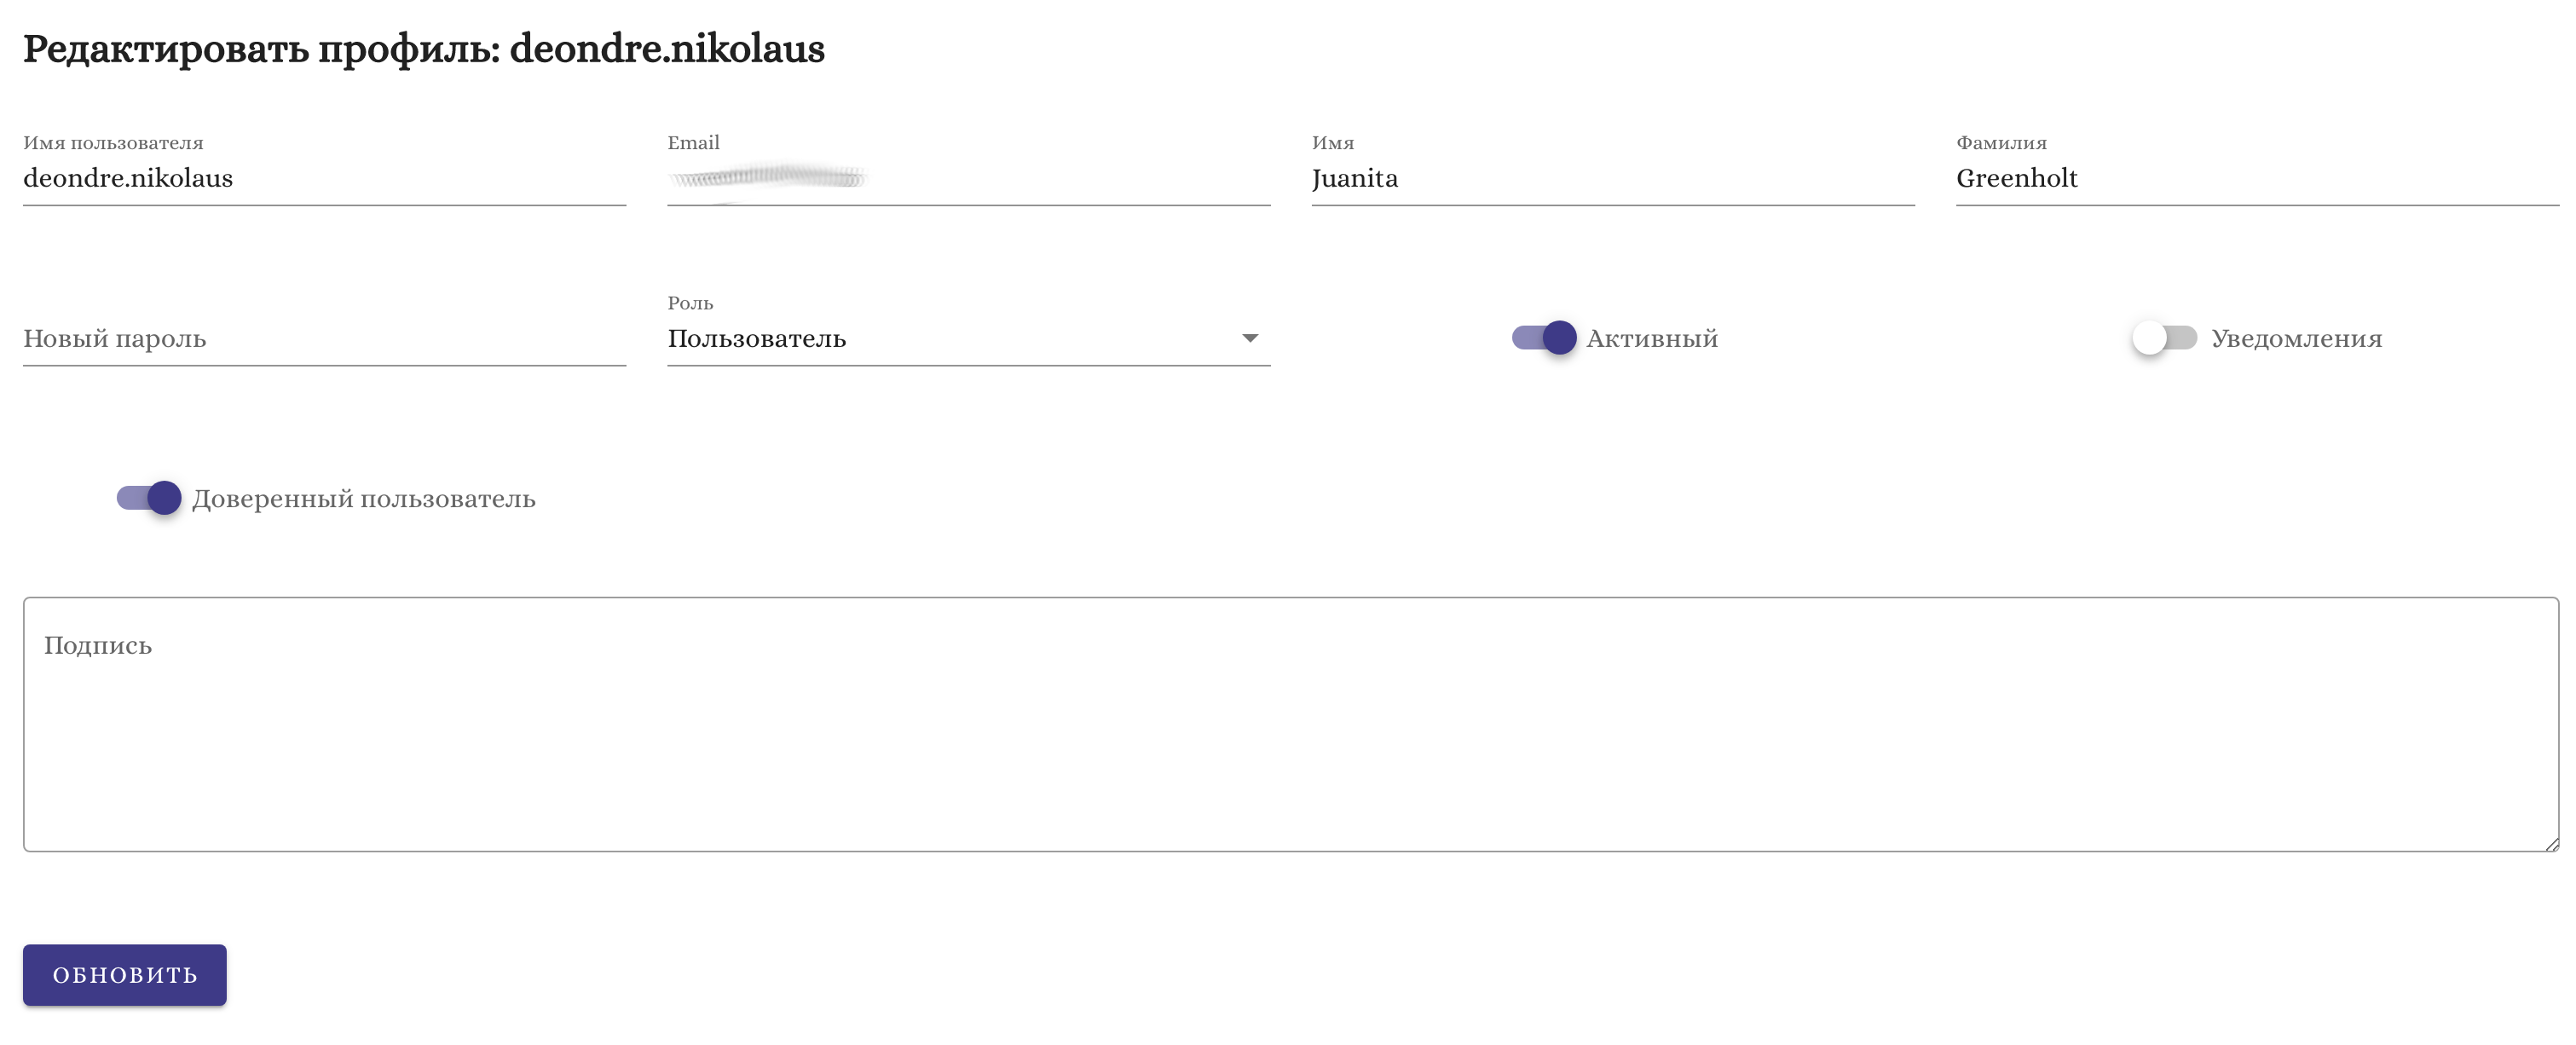 Редактировать профиль: deondre.nikolaus
Имя пользователя
deondre.nikolaus
Email
Имя
Juanita
Фамилия
Greenholt
Новый пароль
Роль
Пользователь
Активный
Уведомления
Доверенный пользователь
Подпись
ОБНОВИТЬ